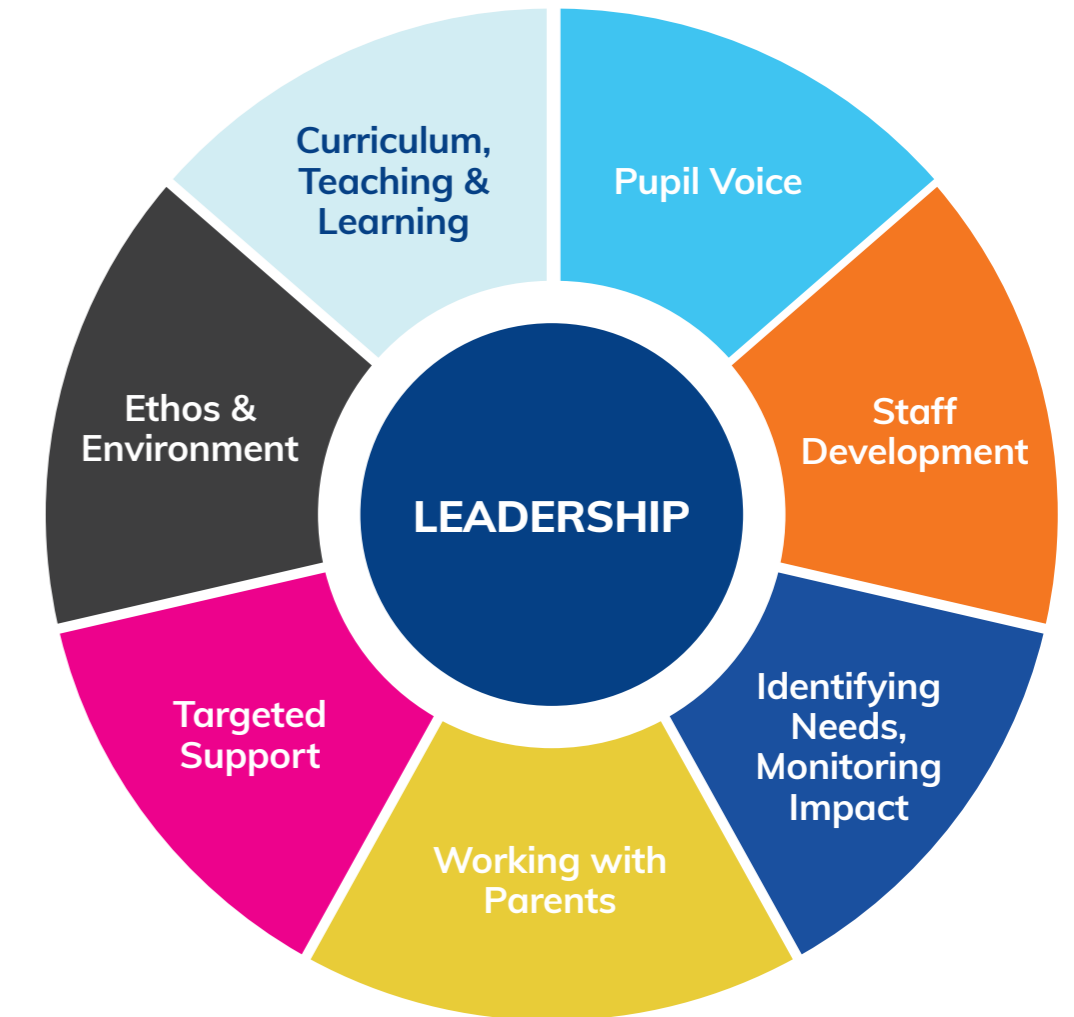 Curriculum,
Teaching &
Learning
Pupil Voice
Staff
Development
Identifying
Needs,
Monitoring
Impact
Working with
Parents
Targeted
Support
Ethos &
Environment
LEADERSHIP